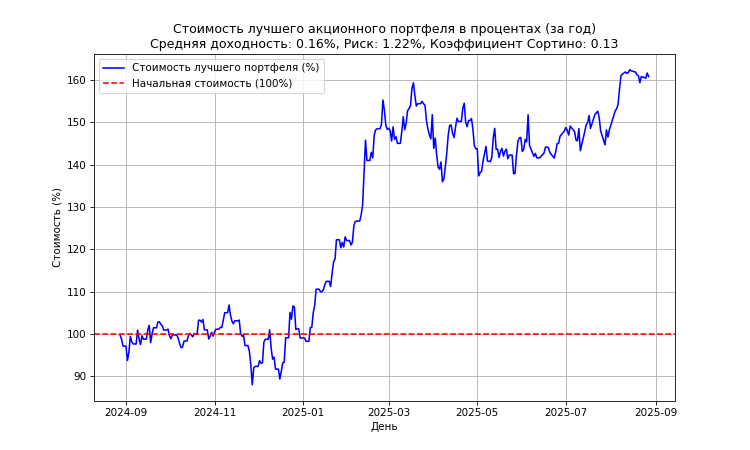 Стоимость лучшего акционного портфеля в процентах (за год)
Средняя доходность: 0.16%, Риск: 1.22%, Коэффициент Сортино: 0.13
Стоимость лучшего портфеля (%)
Начальная стоимость (100%)
Стоимость (%)
160
150
140
130
120
110
100
90
2024-09 2024-11 2025-01 2025-03 2025-05 2025-07 2025-09
День